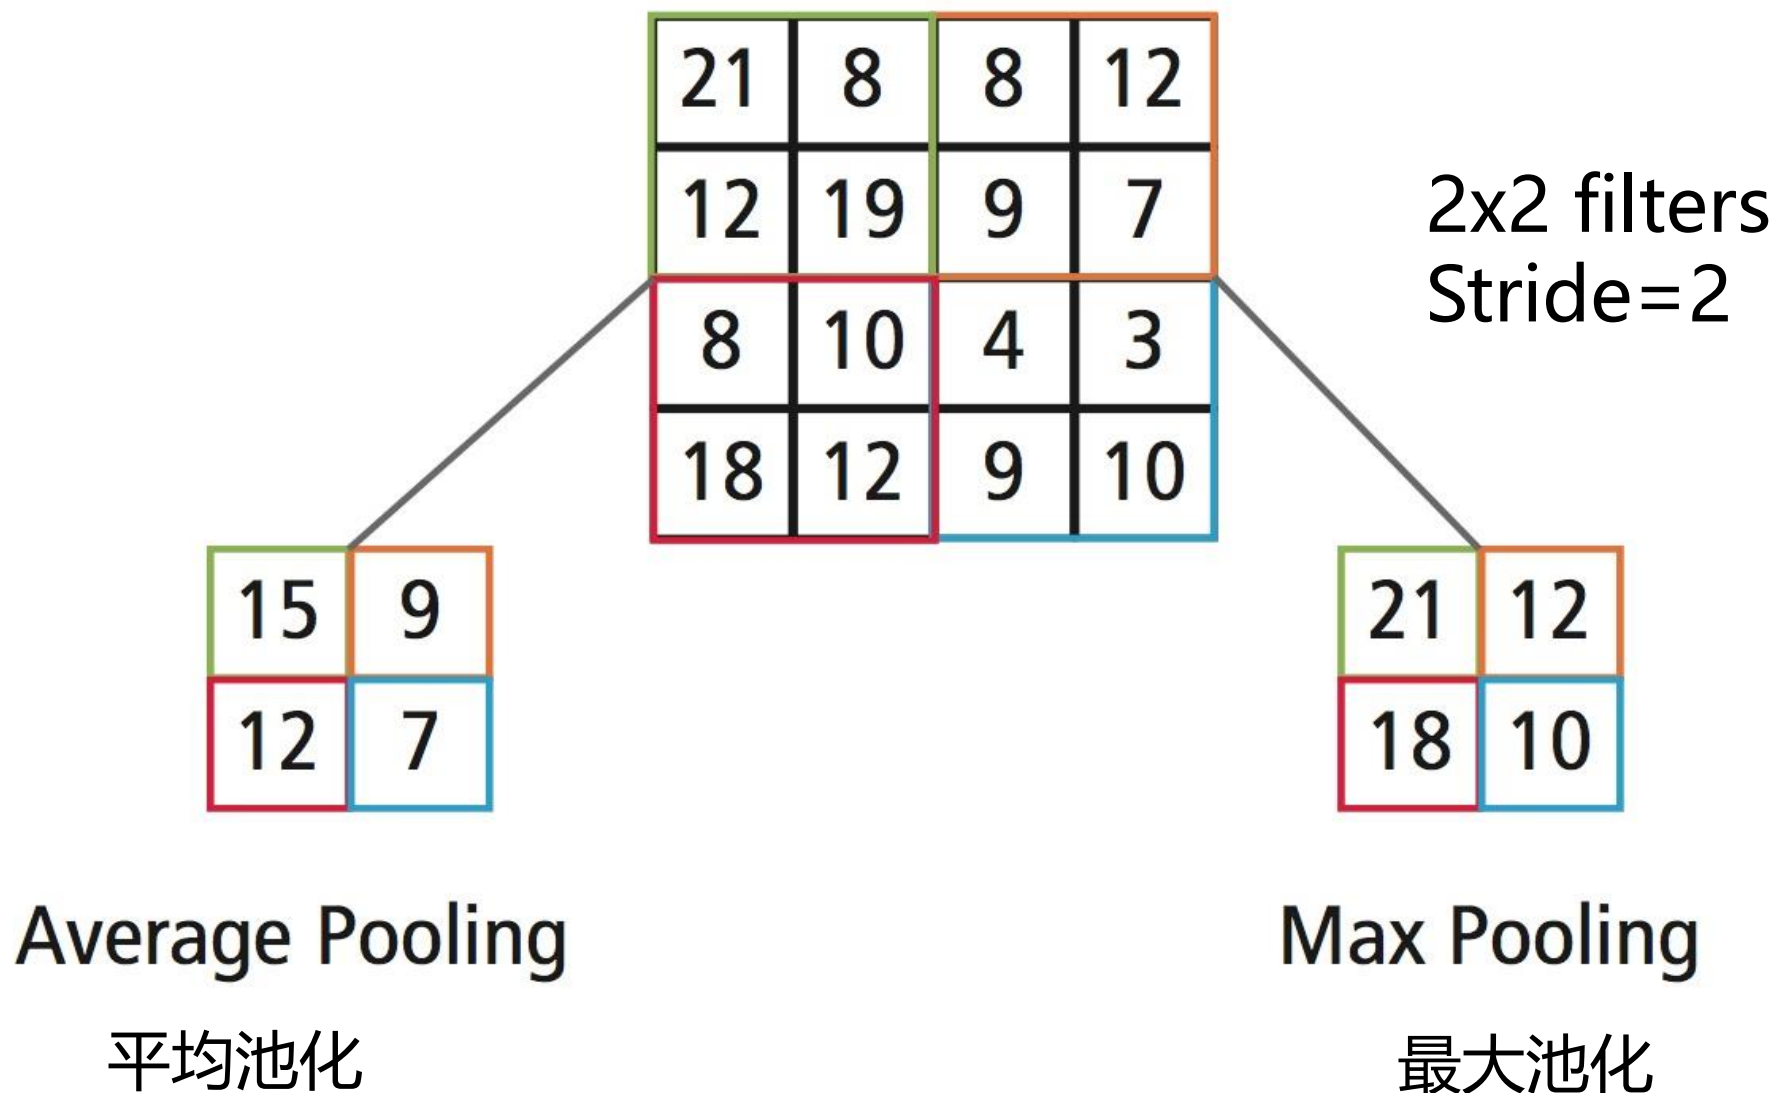 21 8 8 12
12 19 9 7
8 10 4 3
18 12 9 10
2x2 filters
Stride=2
15 9
12 7
21 12
18 10
Average Pooling
平均池化
Max Pooling
最大池化